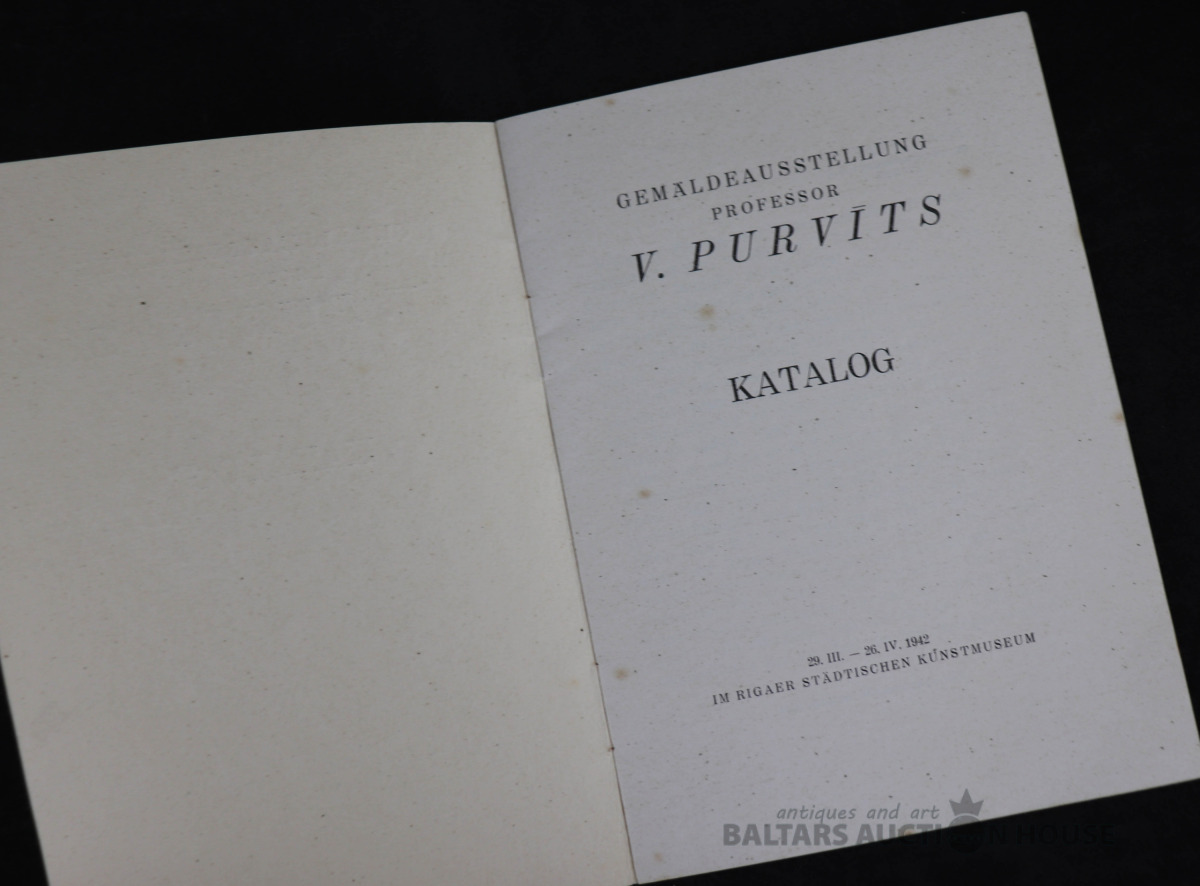 GEMÄLDEAUSSTELLUNG
PROFESSOR
V. PURVĪTS
KATALOG
29. III. — 26. IV. 1942
IM RIGAER STÄDTISCHEN KUNSTMUSEUM
antiques and art
BALTARS AUCTION HOUSE